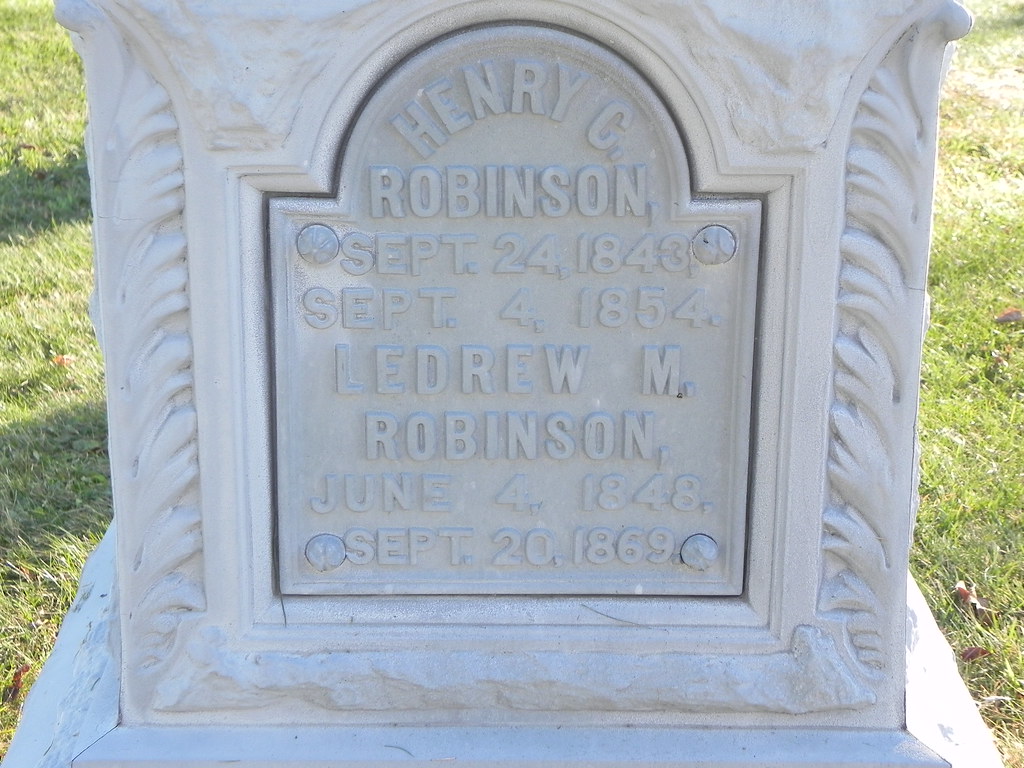 HENRY C.
ROBINSON,
SEPT. 24, 1843,
SEPT. 4, 1854.
LEDREW M.
ROBINSON,
JUNE 4, 1848,
SEPT. 20, 1869.